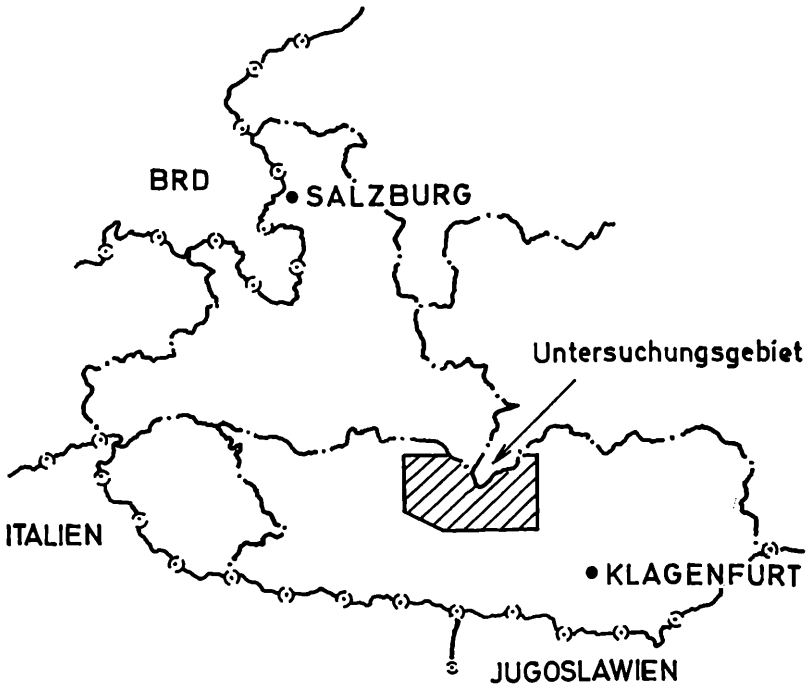 BRD
SALZBURG
Untersuchungsgebiet
ITALIEN
KLAGENFURT
JUGOSLAWIEN